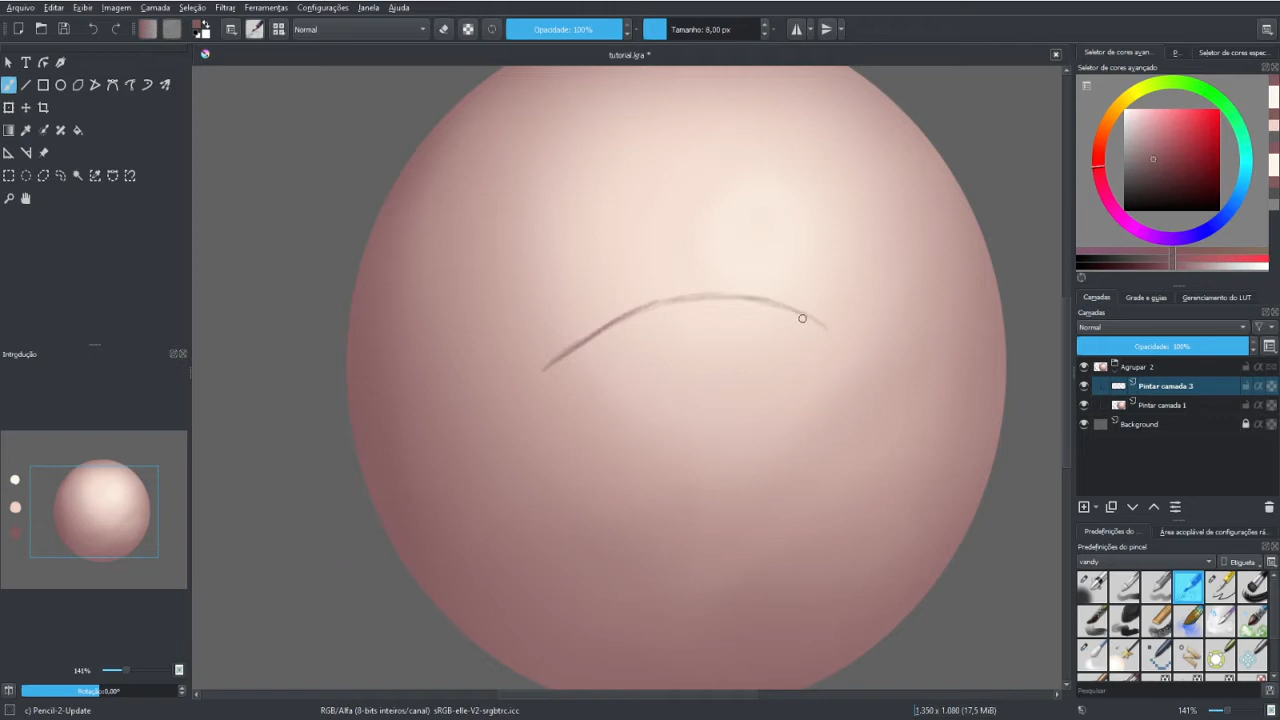 Arquivo Editar Exibir Imagem Camada Seleção Filtrar Ferramentas Configurações Janela Ajuda
Normal Opacidade: 100% Tamanho: 8,00 px
tutorial.kra *
Seletor de cores avan... P... Seletor de cores espec...
Seletor de cores avançado
Camadas Grade e guias Gerenciamento do LUT
Camadas
Normal
Opacidade: 100%
Agrupar 2
Pintar camada 3
Pintar camada 1
Background
Introdução
Predefinições do ... Área acoplável de configurações rá...
Predefinições do pincel
vandy Etiqueta
141%
Rotação:0,00°
Pesquisar
c) Pencil-2-Update RGB/Alfa (8-bits inteiros/canal) sRGB-elle-V2-srgbtrc.icc 1.350 x 1.080 (17,5 MiB) 141%